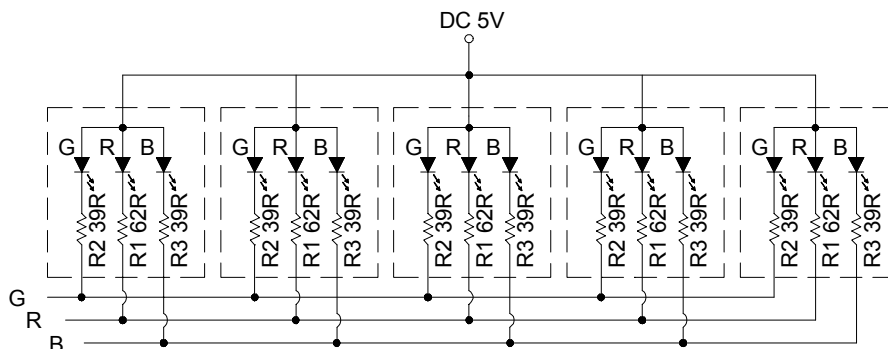 DC 5V
G R B G R B G R B G R B G R B
R2 39R R1 62R R3 39R R2 39R R1 62R R3 39R R2 39R R1 62R R3 39R R2 39R R1 62R R3 39R R2 39R R1 62R R3 39R
G
R
B